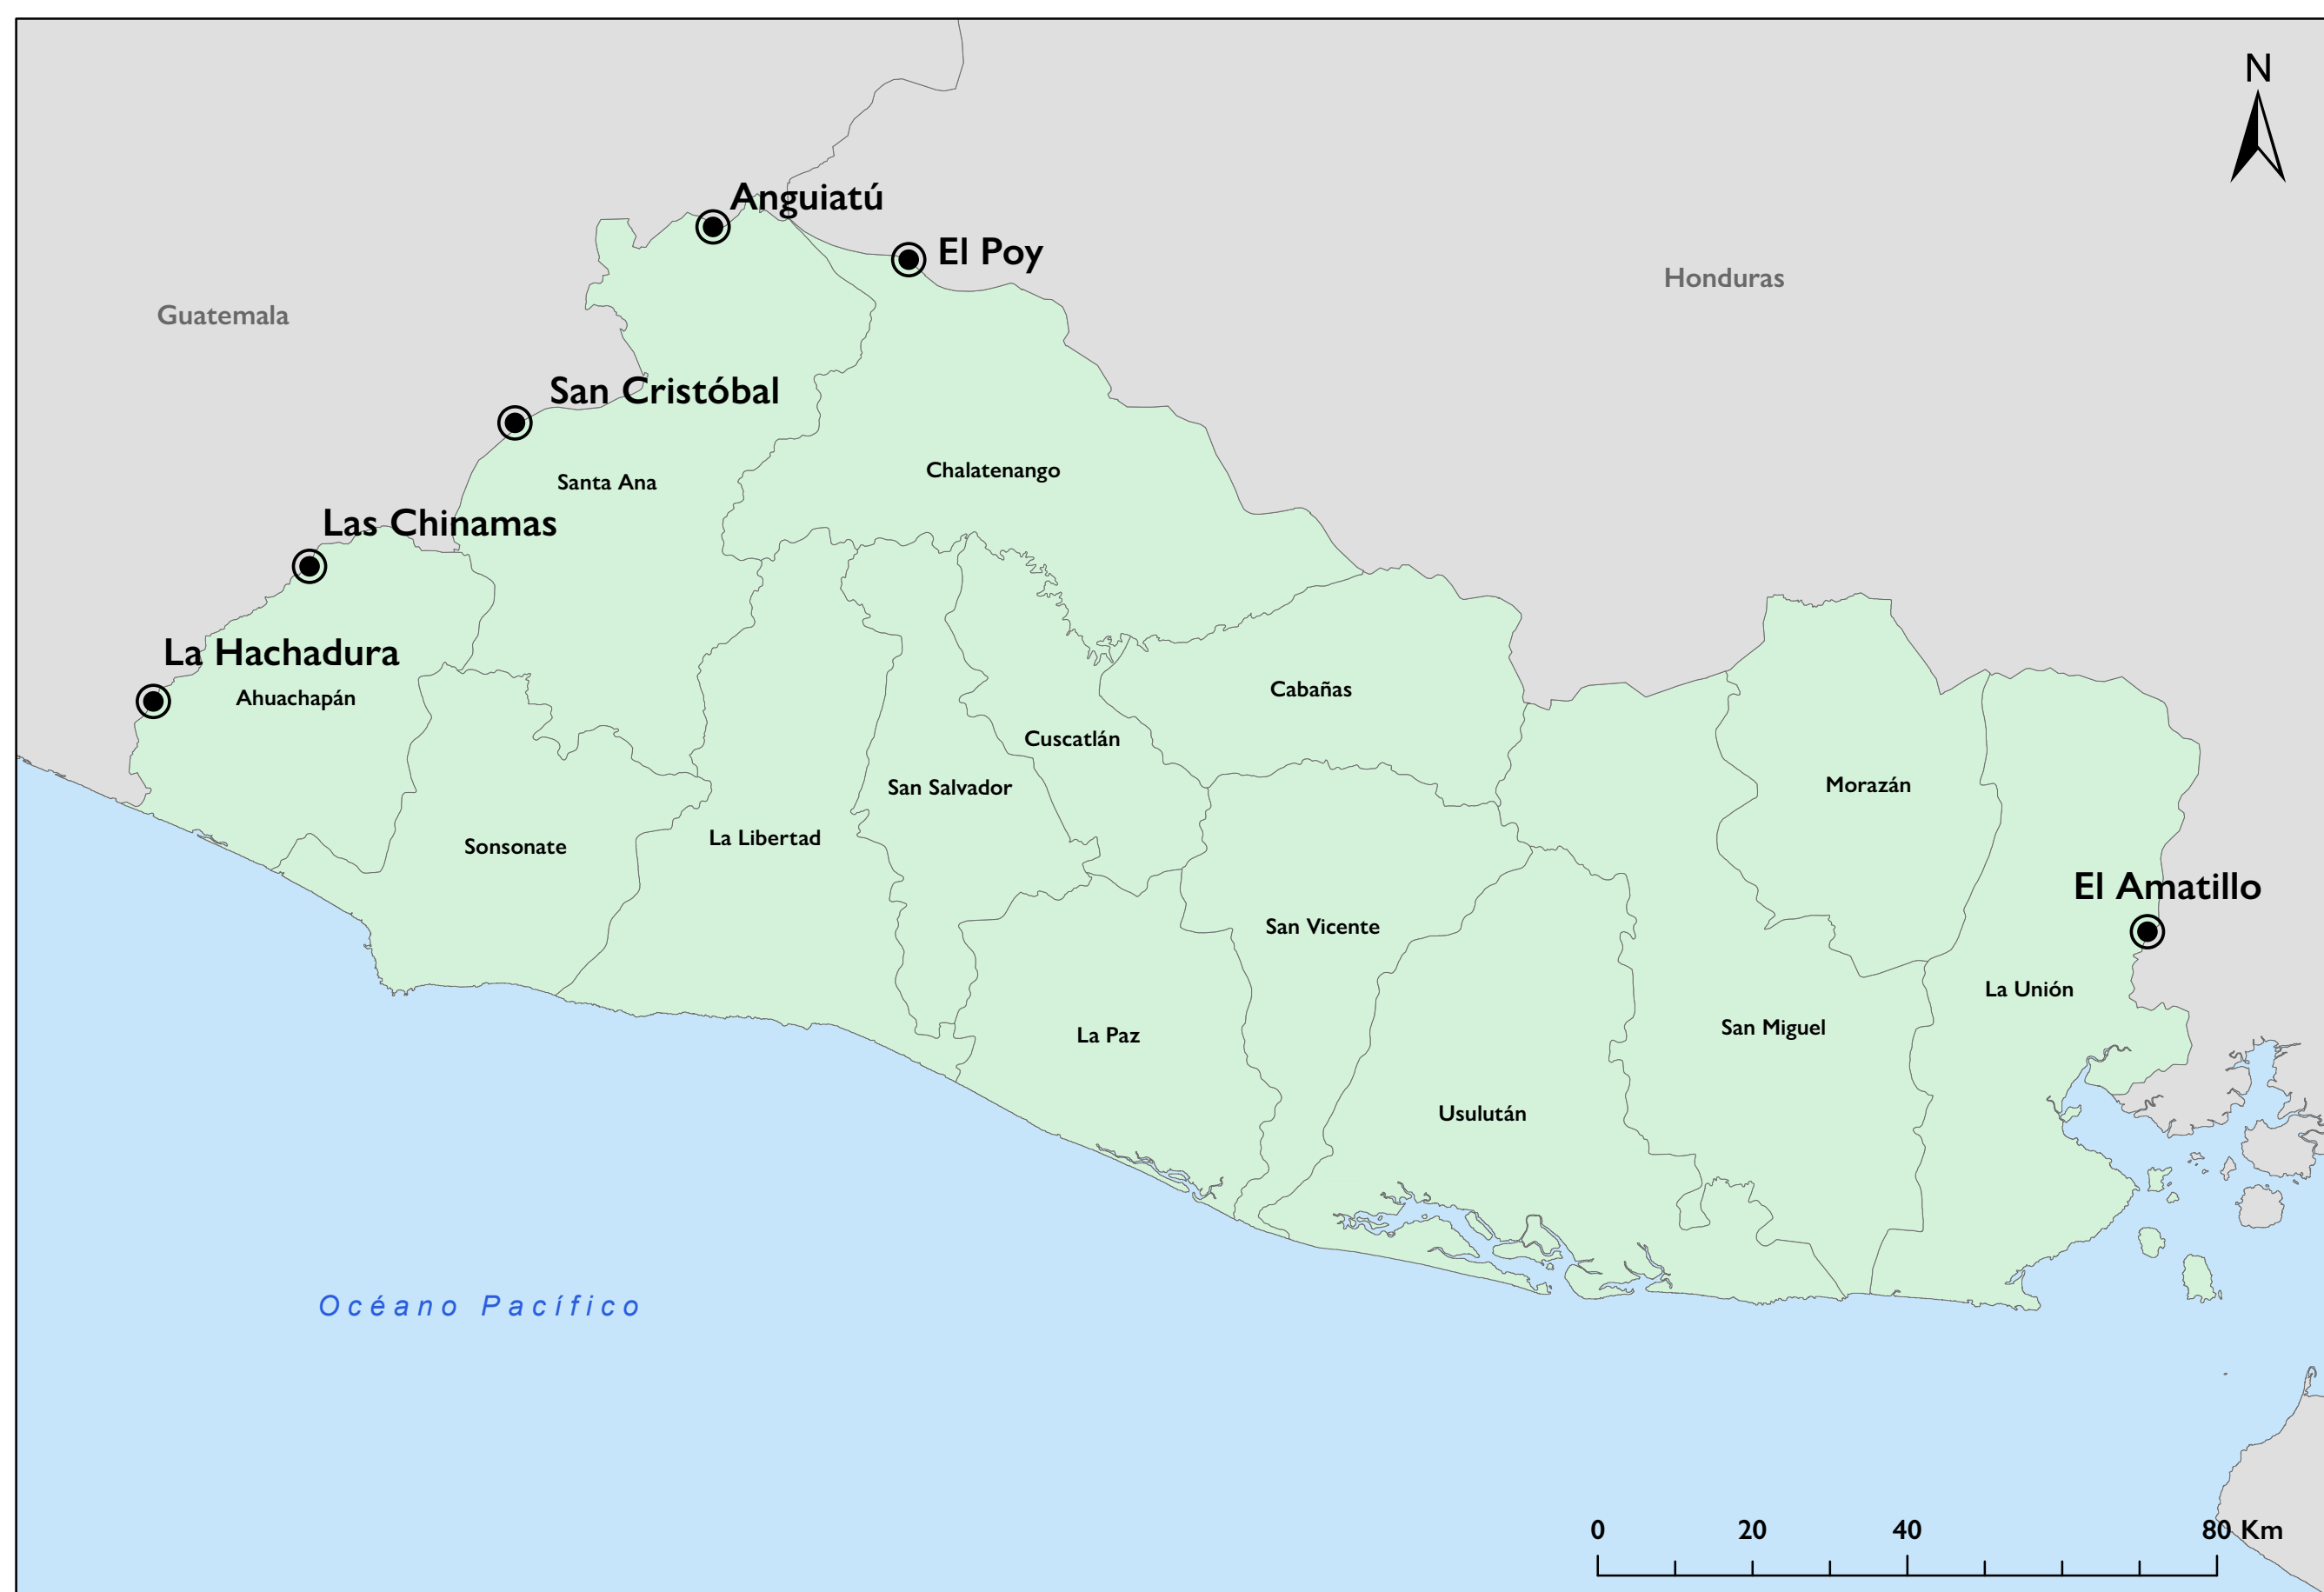 N
Anguiatú
El Poy
Honduras
Guatemala
San Cristóbal
Chalatenango
Santa Ana
Las Chinamas
La Hachadura
Ahuachapán
Cabañas
Cuscatlán
Morazán
San Salvador
La Libertad
Sonsonate
El Amatillo
San Vicente
La Unión
San Miguel
La Paz
Usulután
Océano Pacífico
0 20 40 80 Km